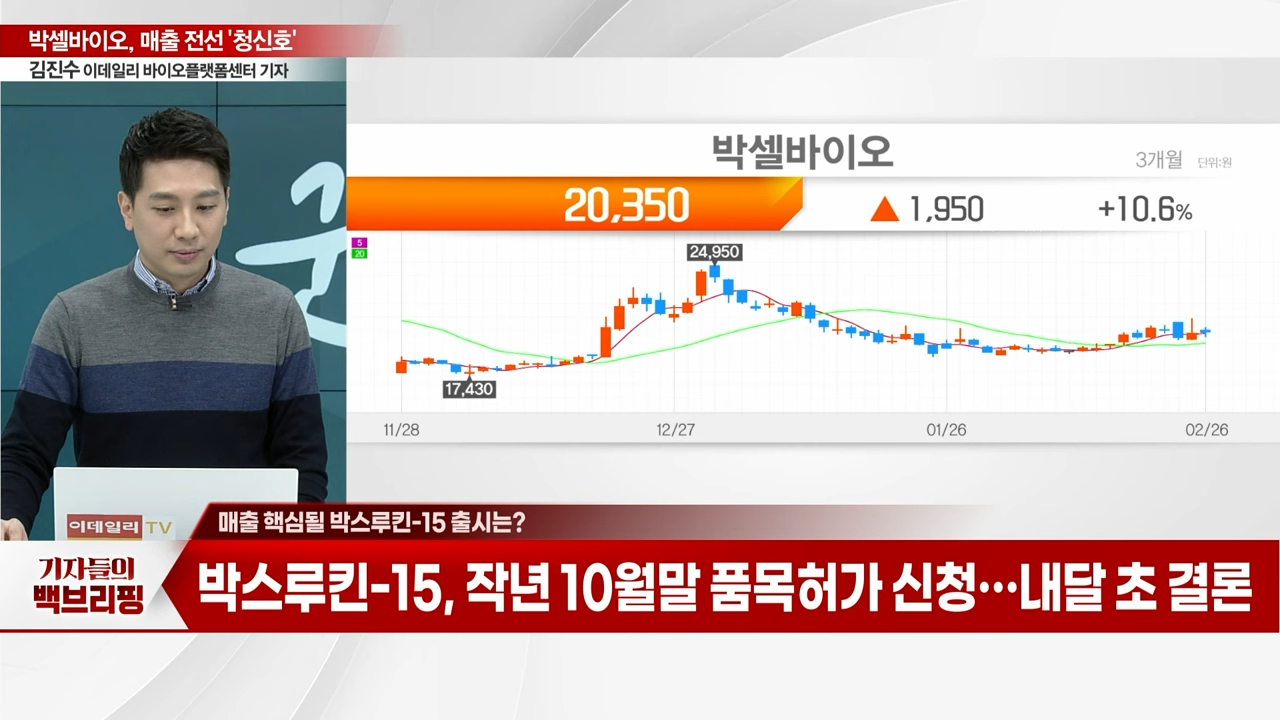 박셀바이오, 매출 전선 '청신호'
김진수 이데일리 바이오플랫폼센터 기자
박셀바이오
3개월 단위:원
20,350 ▲ 1,950 +10.6%
5
20
24,950
17,430
11/28 12/27 01/26 02/26
이데일리 TV
매출 핵심될 박스루킨-15 출시는?
기자들의
백브리핑
박스루킨-15, 작년 10월말 품목허가 신청…내달 초 결론